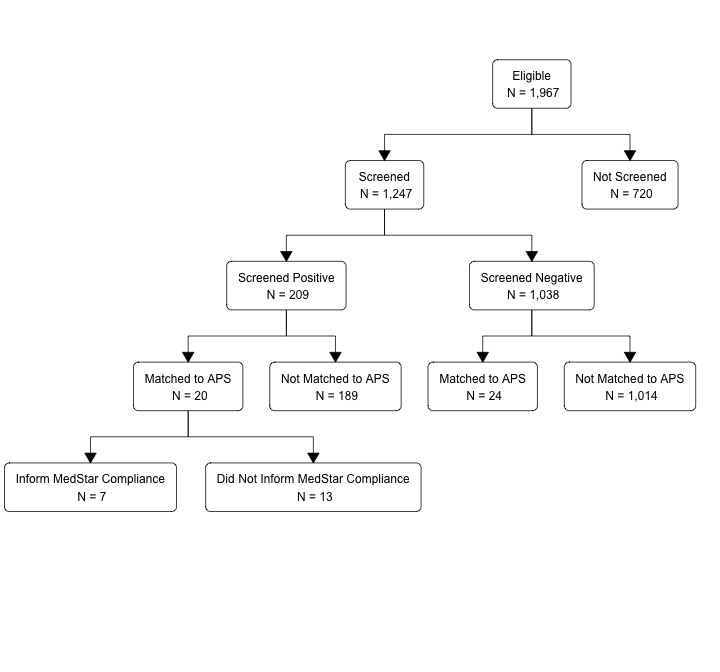 Eligible
N = 1,967
Screened
N = 1,247
Not Screened
N = 720
Screened Positive
N = 209
Screened Negative
N = 1,038
Matched to APS
N = 20
Not Matched to APS
N = 189
Matched to APS
N = 24
Not Matched to APS
N = 1,014
Inform MedStar Compliance
N = 7
Did Not Inform MedStar Compliance
N = 13